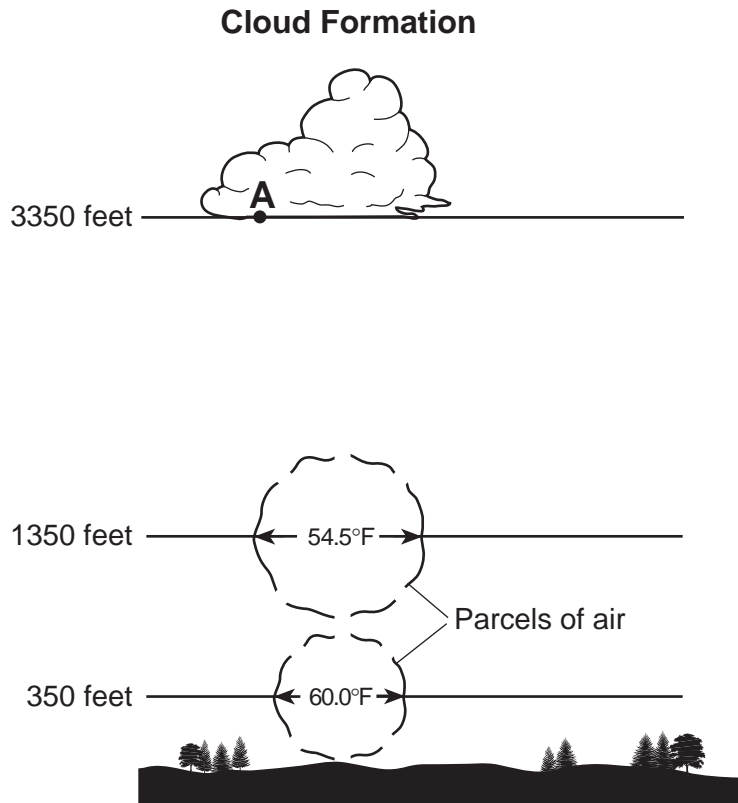 Cloud Formation
A
3350 feet
1350 feet
54.5°F
Parcels of air
350 feet
60.0°F